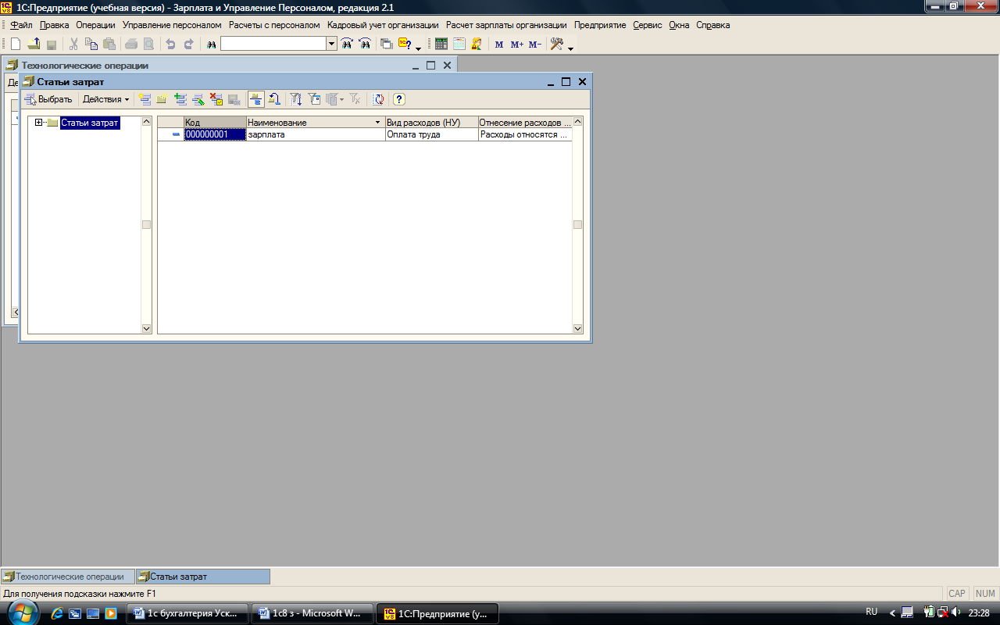 1С:Предприятие (учебная версия) - Зарплата и Управление Персоналом, редакция 2.1
Файл Правка Операции Управление персоналом Расчеты с персоналом Кадровый учет организации Расчет зарплаты организации Предприятие Сервис Окна Справка
M M+ M-
Технологические операции
Де
Статьи затрат
Выбрать Действия
Статьи затрат
Код Наименование Вид расходов (НУ) Отнесение расходов ...
000000001 зарплата Оплата труда Расходы относятся ...
Технологические операции Статьи затрат
Для получения подсказки нажмите F1 CAP NUM
1с бухгалтерия Уск... 1с8 з - Microsoft W... 1С:Предприятие (у... RU 23:28